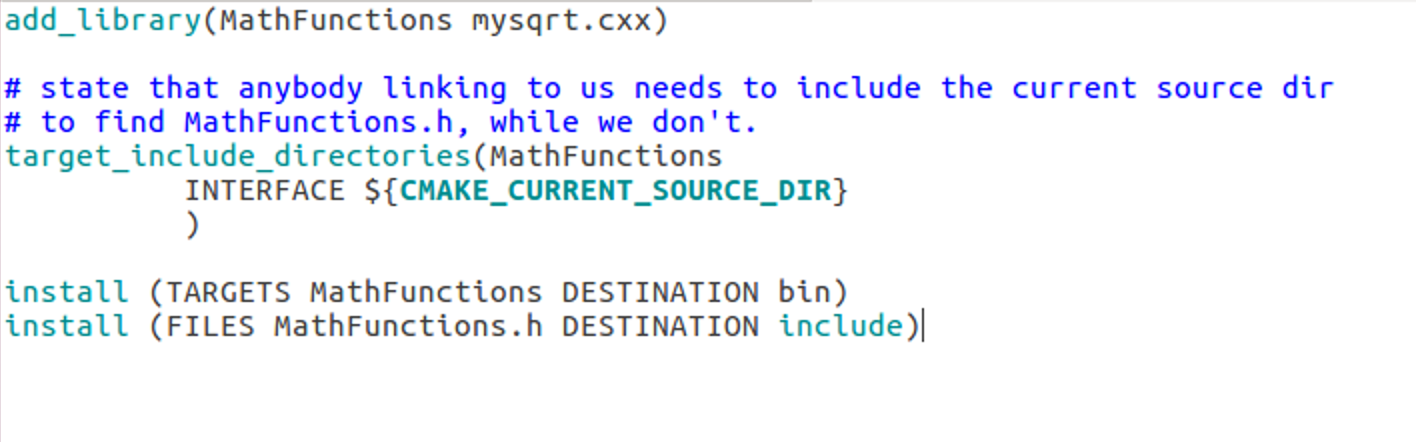 add_library(MathFunctions mysqrt.cxx)
# state that anybody linking to us needs to include the current source dir
# to find MathFunctions.h, while we don't.
target_include_directories(MathFunctions
INTERFACE ${CMAKE_CURRENT_SOURCE_DIR}
)
install (TARGETS MathFunctions DESTINATION bin)
install (FILES MathFunctions.h DESTINATION include)